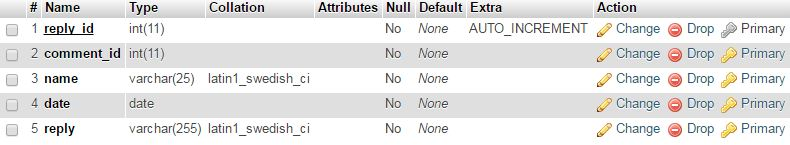 # Name Type Collation Attributes Null Default Extra Action
1 reply_id int(11) No None AUTO_INCREMENT Change Drop Primary
2 comment_id int(11) No None Change Drop Primary
3 name varchar(25) latin1_swedish_ci No None Change Drop Primary
4 date date No None Change Drop Primary
5 reply varchar(255) latin1_swedish_ci No None Change Drop Primary